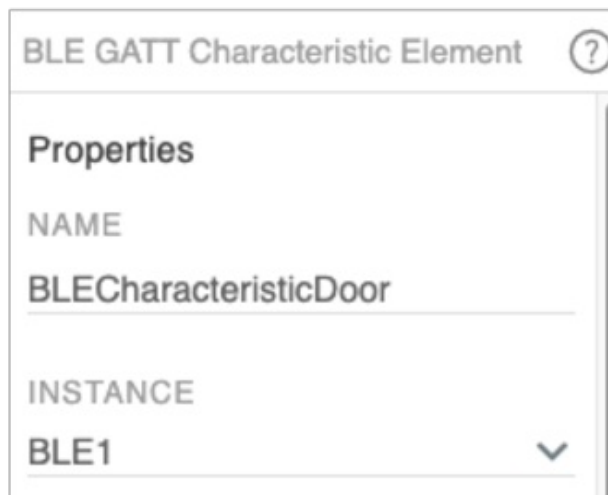 BLE GATT Characteristic Element ?
Properties
NAME
BLECharacteristicDoor
INSTANCE
BLE1